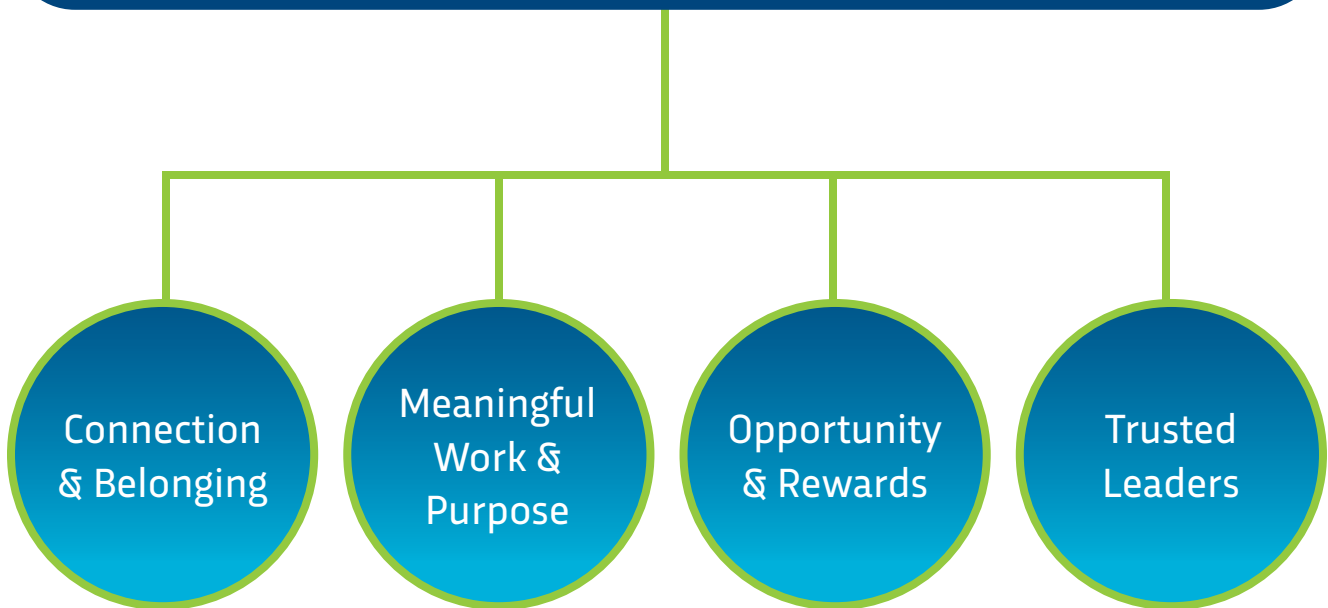 Connection
& Belonging
Meaningful
Work &
Purpose
Opportunity
& Rewards
Trusted
Leaders